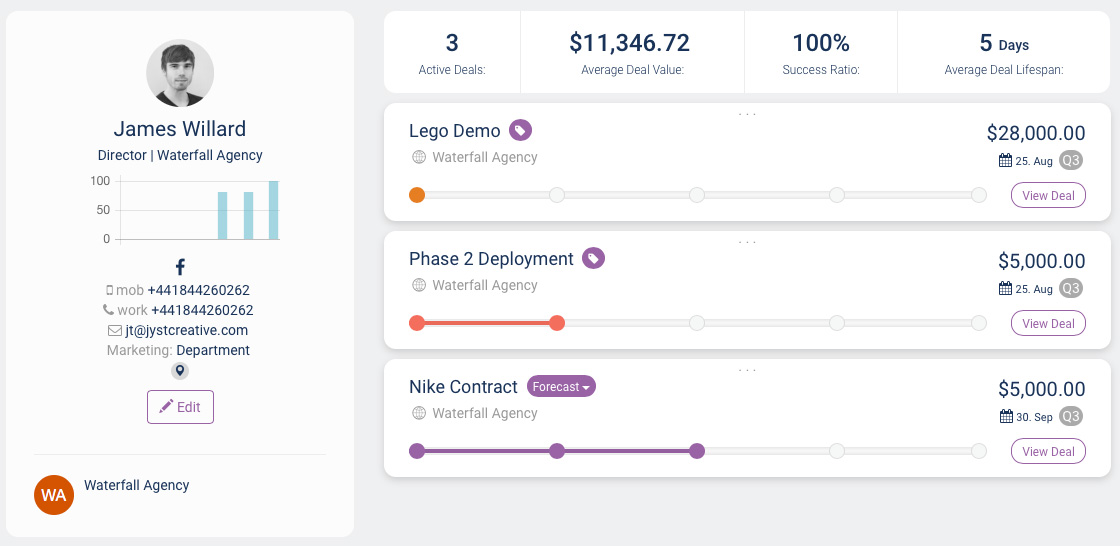 James Willard
Director | Waterfall Agency
100
50
0
mob +441844260262
work +441844260262
jt@jystcreative.com
Marketing: Department
Edit
WA
Waterfall Agency
3
Active Deals:
$11,346.72
Average Deal Value:
100%
Success Ratio:
5 Days
Average Deal Lifespan:
...
Lego Demo
$28,000.00
Waterfall Agency
25. Aug Q3
View Deal
...
Phase 2 Deployment
$5,000.00
Waterfall Agency
25. Aug Q3
View Deal
...
Nike Contract Forecast
$5,000.00
Waterfall Agency
30. Sep Q3
View Deal